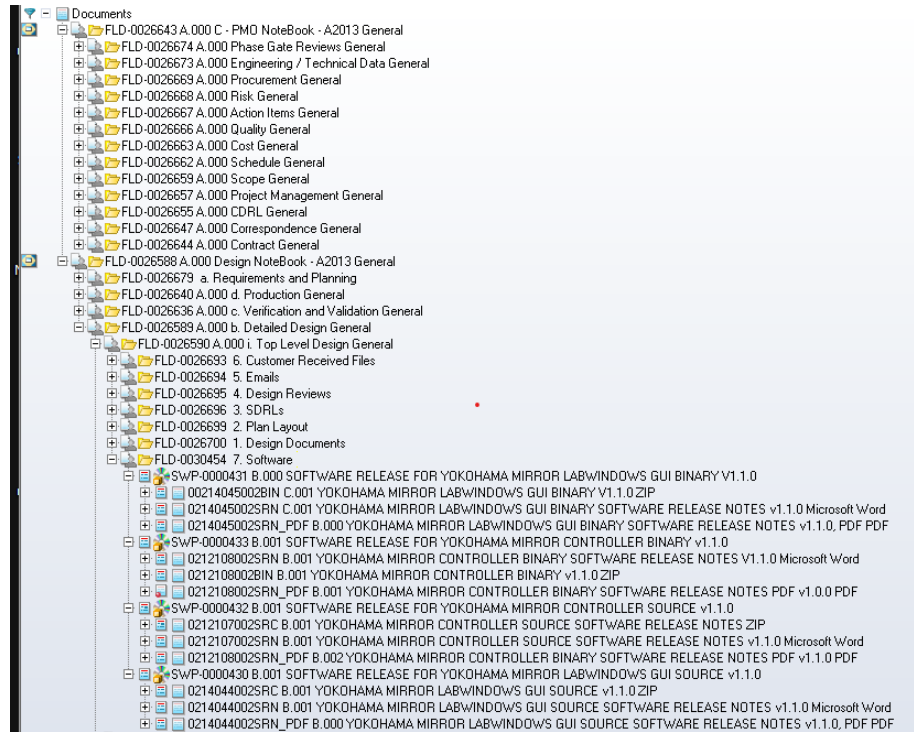 Documents
FLD-0026643 A.000 C - PMO NoteBook - A2013 General
FLD-0026674 A.000 Phase Gate Reviews General
FLD-0026673 A.000 Engineering / Technical Data General
FLD-0026669 A.000 Procurement General
FLD-0026668 A.000 Risk General
FLD-0026667 A.000 Action Items General
FLD-0026666 A.000 Quality General
FLD-0026663 A.000 Cost General
FLD-0026662 A.000 Schedule General
FLD-0026659 A.000 Scope General
FLD-0026657 A.000 Project Management General
FLD-0026655 A.000 CDRL General
FLD-0026647 A.000 Correspondence General
FLD-0026644 A.000 Contract General
FLD-0026588 A.000 Design NoteBook - A2013 General
FLD-0026679 a. Requirements and Planning
FLD-0026640 A.000 d. Production General
FLD-0026636 A.000 c. Verification and Validation General
FLD-0026589 A.000 b. Detailed Design General
FLD-0026590 A.000 i. Top Level Design General
FLD-0026693 6. Customer Received Files
FLD-0026694 5. Emails
FLD-0026695 4. Design Reviews
FLD-0026696 3. SDRLs
FLD-0026699 2. Plan Layout
FLD-0026700 1. Design Documents
FLD-0030454 7. Software
SWP-0000431 B.000 SOFTWARE RELEASE FOR YOKOHAMA MIRROR LABWINDOWS GUI BINARY V1.1.0
00214045002BIN C.001 YOKOHAMA MIRROR LABWINDOWS GUI BINARY V1.1.0 ZIP
0214045002SRN C.001 YOKOHAMA MIRROR LABWINDOWS GUI BINARY SOFTWARE RELEASE NOTES v1.1.0 Microsoft Word
0214045002SRN_PDF B.000 YOKOHAMA MIRROR LABWINDOWS GUI BINARY SOFTWARE RELEASE NOTES v1.1.0, PDF PDF
SWP-0000433 B.001 SOFTWARE RELEASE FOR YOKOHAMA MIRROR CONTROLLER BINARY v1.1.0
0212108002SRN B.001 YOKOHAMA MIRROR CONTROLLER BINARY SOFTWARE RELEASE NOTES V1.1.0 Microsoft Word
0212108002BIN B.001 YOKOHAMA MIRROR CONTROLLER BINARY v1.1.0 ZIP
0212108002SRN_PDF B.001 YOKOHAMA MIRROR CONTROLLER BINARY SOFTWARE RELEASE NOTES PDF v1.0.0 PDF
SWP-0000432 B.001 SOFTWARE RELEASE FOR YOKOHAMA MIRROR CONTROLLER SOURCE v1.1.0
0212107002SRC B.001 YOKOHAMA MIRROR CONTROLLER SOURCE SOFTWARE RELEASE NOTES ZIP
0212107002SRN B.001 YOKOHAMA MIRROR CONTROLLER SOURCE SOFTWARE RELEASE NOTES v1.1.0 Microsoft Word
0212108002SRN_PDF B.002 YOKOHAMA MIRROR CONTROLLER BINARY SOFTWARE RELEASE NOTES PDF v1.1.0 PDF
SWP-0000430 B.001 SOFTWARE RELEASE FOR YOKOHAMA MIRROR LABWINDOWS GUI SOURCE v1.1.0
0214044002SRC B.001 YOKOHAMA MIRROR LABWINDOWS GUI SOURCE v1.1.0 ZIP
0214044002SRN B.001 YOKOHAMA MIRROR LABWINDOWS GUI SOURCE SOFTWARE RELEASE NOTES v1.1.0 Microsoft Word
0214044002SRN_PDF B.000 YOKOHAMA MIRROR LABWINDOWS GUI SOURCE SOFTWARE RELEASE NOTES v1.1.0, PDF PDF